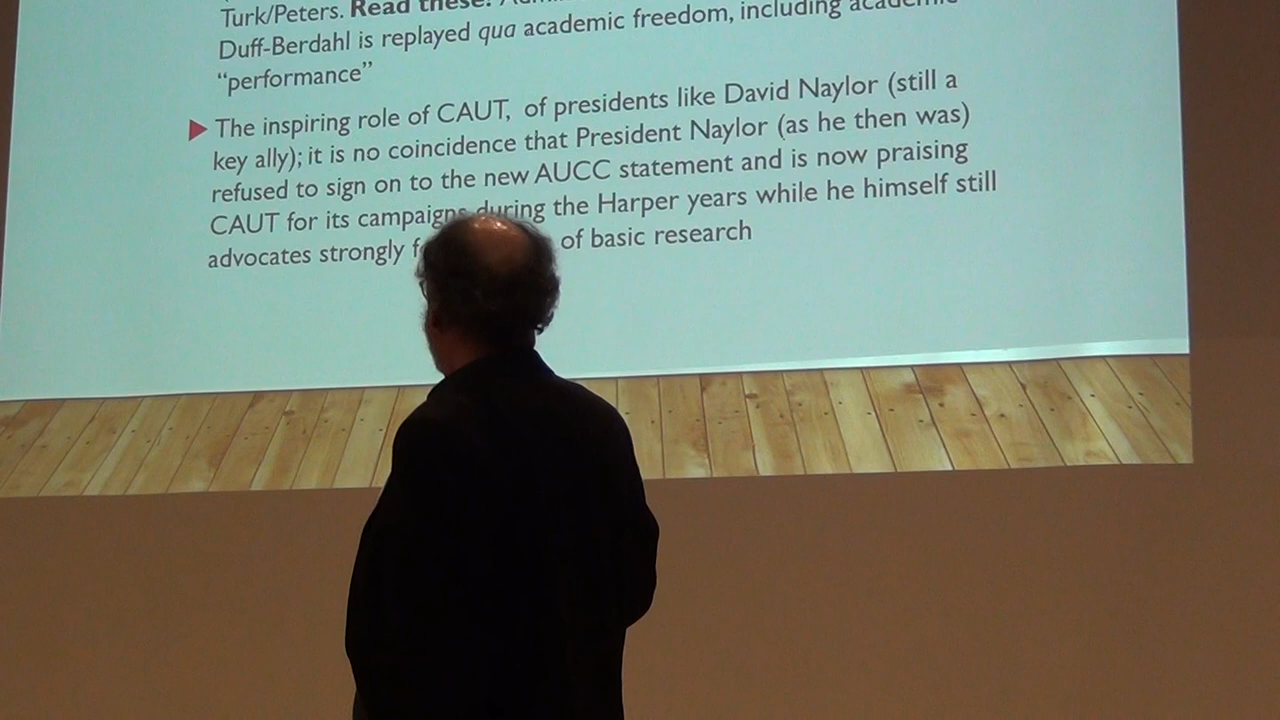 Turk/Peters. Read these!
Duff-Berdahl is replayed qua academic freedom, including academic
“performance”
The inspiring role of CAUT, of presidents like David Naylor (still a
key ally); it is no coincidence that President Naylor (as he then was)
refused to sign on to the new AUCC statement and is now praising
CAUT for its campaigns during the Harper years while he himself still
advocates strongly of basic research